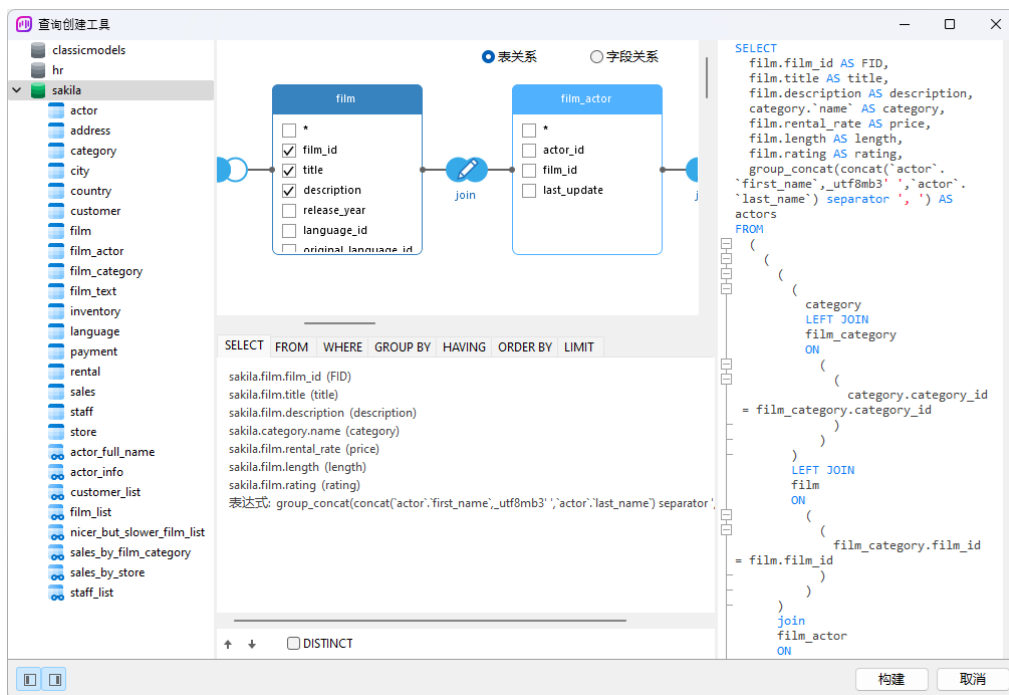 查询创建工具
classicmodels
hr
sakila
actor
address
category
city
country
customer
film
film_actor
film_category
film_text
inventory
language
payment
rental
sales
staff
store
actor_full_name
actor_info
customer_list
film_list
nicer_but_slower_film_list
sales_by_film_category
sales_by_store
staff_list
表关系
字段关系
film
*
film_id
title
description
release_year
language_id
original_language_id
join
film_actor
*
actor_id
film_id
last_update
j
SELECT FROM WHERE GROUP BY HAVING ORDER BY LIMIT
sakila.film.film_id (FID)
sakila.film.title (title)
sakila.film.description (description)
sakila.category.name (category)
sakila.film.rental_rate (price)
sakila.film.length (length)
sakila.film.rating (rating)
表达式: group_concat(concat(`actor`.`first_name`,_utf8mb3' ',`actor`.`last_name`) separator ',
DISTINCT
SELECT
film.film_id AS FID,
film.title AS title,
film.description AS description,
category.`name` AS category,
film.rental_rate AS price,
film.length AS length,
film.rating AS rating,
group_concat(concat(`actor`.
`first_name`,_utf8mb3' ',`actor`.
`last_name`) separator ', ') AS
actors
FROM
(
(
(
(
category
LEFT JOIN
film_category
ON
(
(
category.category_id
= film_category.category_id
)
)
)
LEFT JOIN
film
ON
(
(
film_category.film_id
= film.film_id
)
)
)
join
film_actor
ON
构建
取消